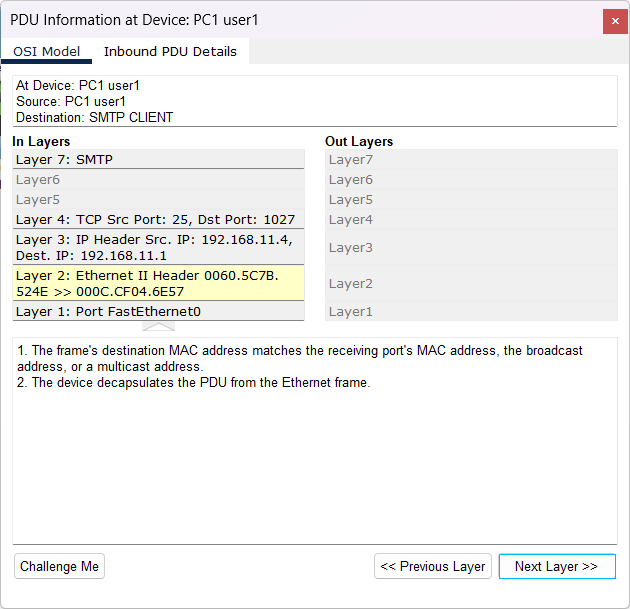 PDU Information at Device: PC1 user1
OSI Model
Inbound PDU Details
At Device: PC1 user1
Source: PC1 user1
Destination: SMTP CLIENT
In Layers
Layer 7: SMTP
Layer6
Layer5
Layer 4: TCP Src Port: 25, Dst Port: 1027
Layer 3: IP Header Src. IP: 192.168.11.4,
Dest. IP: 192.168.11.1
Layer 2: Ethernet II Header 0060.5C7B.
524E >> 000C.CF04.6E57
Layer 1: Port FastEthernet0
Out Layers
Layer7
Layer6
Layer5
Layer4
Layer3
Layer2
Layer1
1. The frame's destination MAC address matches the receiving port's MAC address, the broadcast
address, or a multicast address.
2. The device decapsulates the PDU from the Ethernet frame.
Challenge Me
<< Previous Layer
Next Layer >>